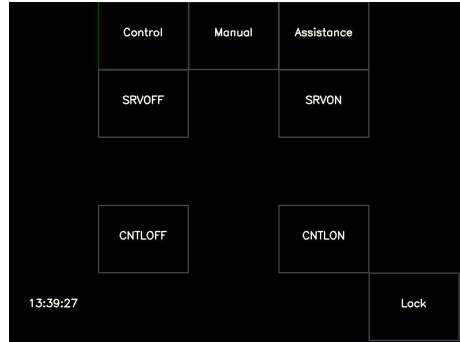 Control Manual Assistance
SRVOFF SRVON
CNTLOFF CNTLON
13:39:27 Lock